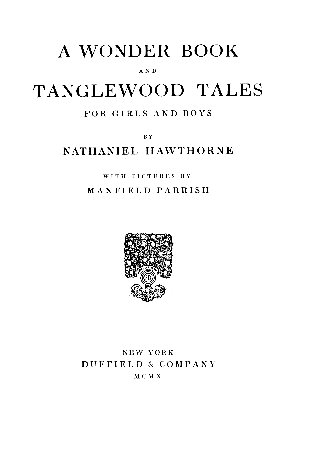 A WONDER BOOK
AND
TANGLEWOOD TALES
FOR GIRLS AND BOYS
BY
NATHANIEL HAWTHORNE
WITH PICTURES BY
MAXFIELD PARRISH
NEW YORK
DUFFIELD & COMPANY
MCMX